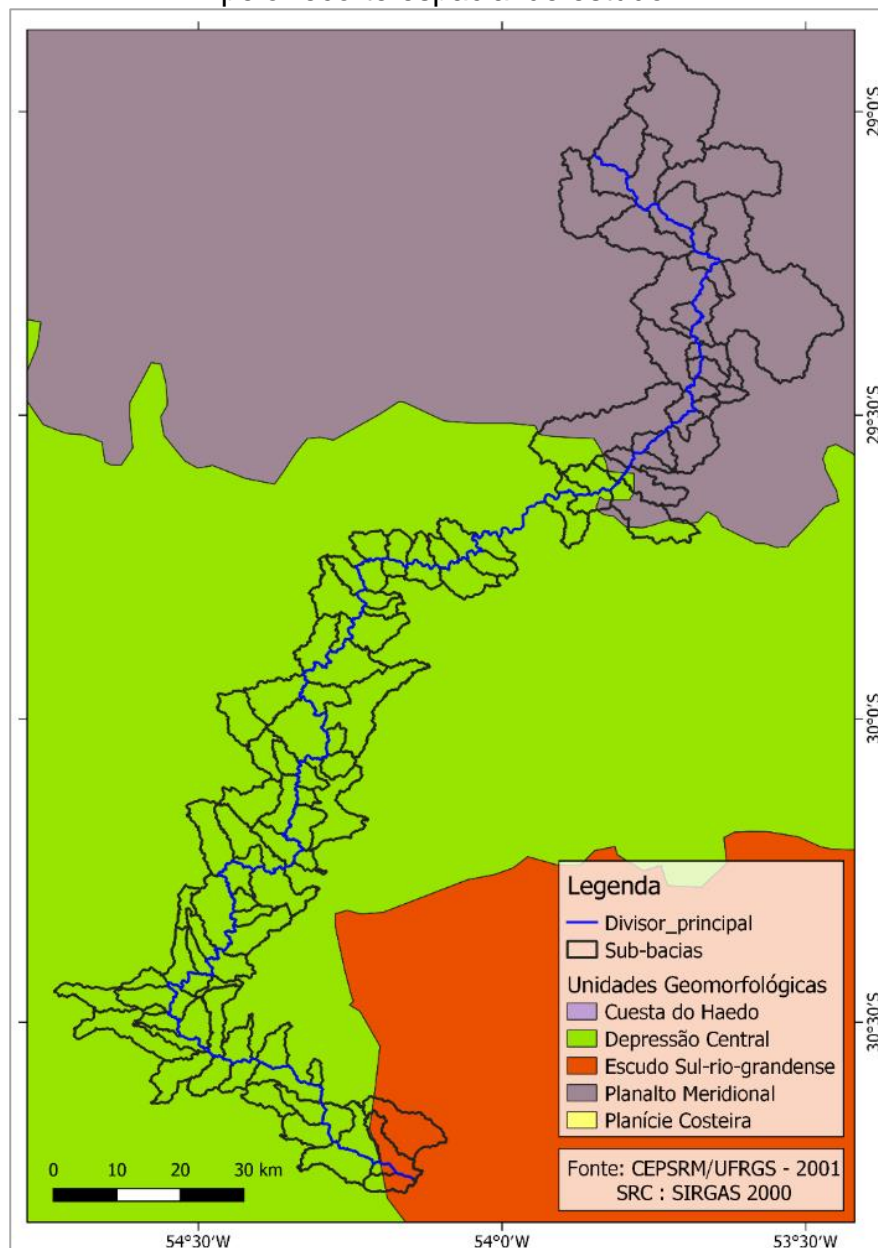 29°0'S
29°30'S
30°0'S
30°30'S
Legenda
Divisor_principal
Sub-bacias
Unidades Geomorfológicas
Cuesta do Haedo
Depressão Central
Escudo Sul-rio-grandense
Planalto Meridional
Planície Costeira
Fonte: CEPSRM/UFRGS - 2001
SRC : SIRGAS 2000
0 10 20 30 km
54°30'W 54°0'W 53°30'W